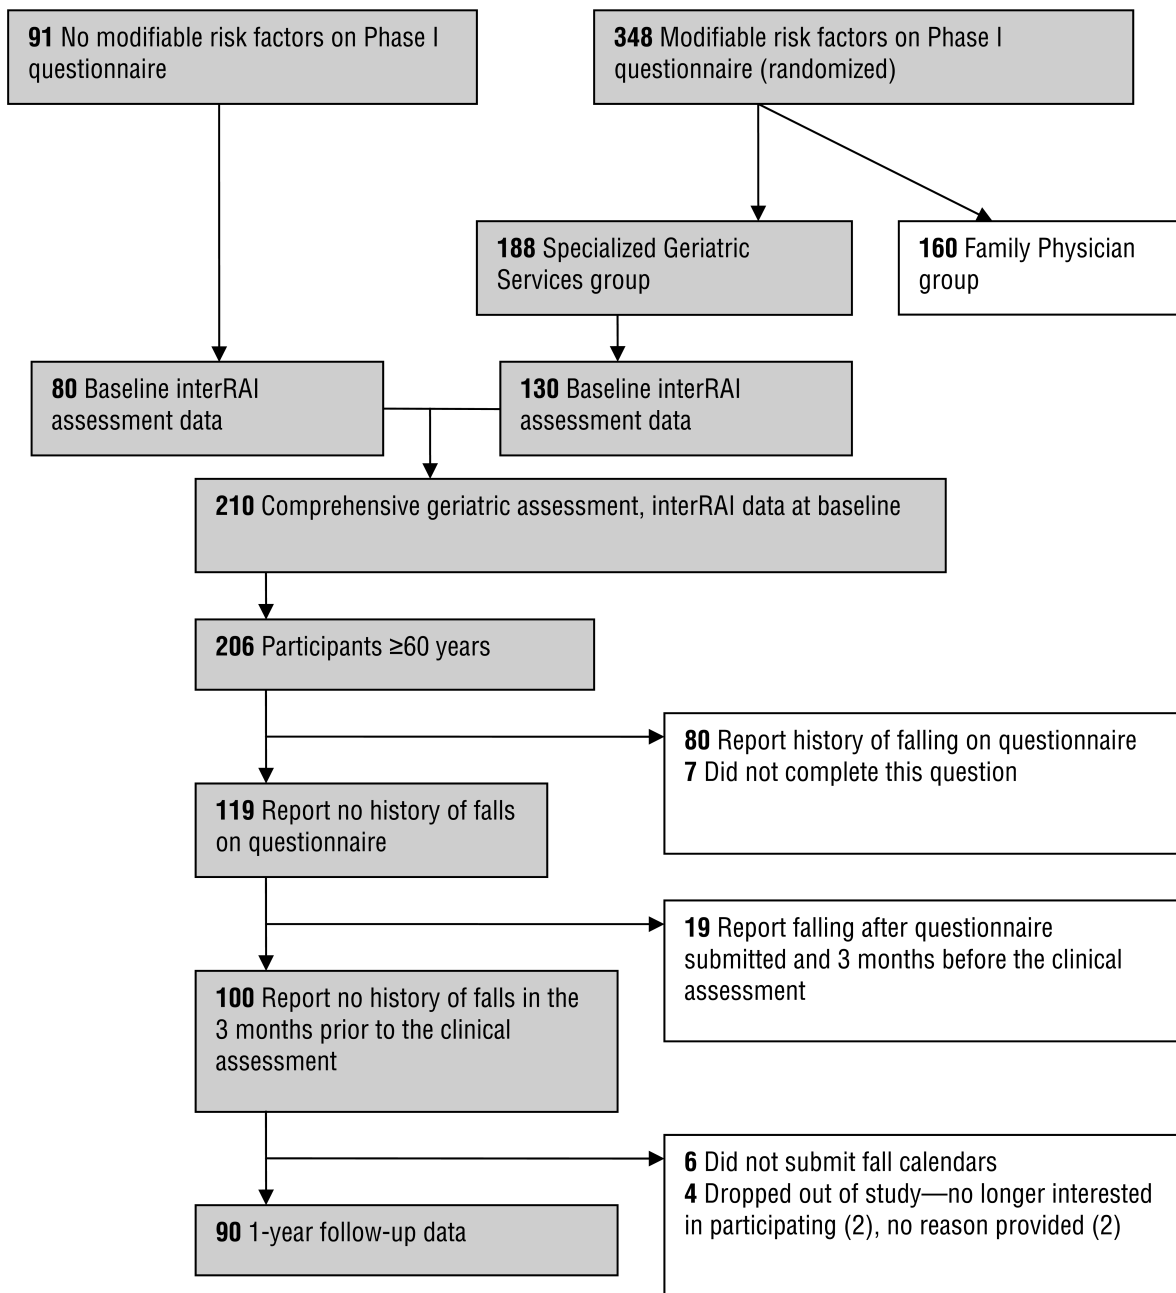 91 No modifiable risk factors on Phase I
questionnaire
348 Modifiable risk factors on Phase I
questionnaire (randomized)
188 Specialized Geriatric
Services group
160 Family Physician
group
80 Baseline interRAI
assessment data
130 Baseline interRAI
assessment data
210 Comprehensive geriatric assessment, interRAI data at baseline
206 Participants ≥60 years
80 Report history of falling on questionnaire
7 Did not complete this question
119 Report no history of falls
on questionnaire
19 Report falling after questionnaire
submitted and 3 months before the clinical
assessment
100 Report no history of falls in the
3 months prior to the clinical
assessment
6 Did not submit fall calendars
4 Dropped out of study—no longer interested
in participating (2), no reason provided (2)
90 1-year follow-up data